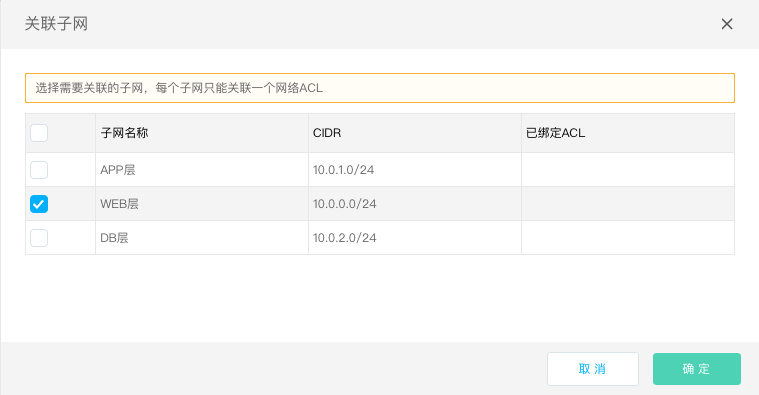 关联子网
选择需要关联的子网，每个子网只能关联一个网络ACL
子网名称 CIDR 已绑定ACL
APP层 10.0.1.0/24
WEB层 10.0.0.0/24
DB层 10.0.2.0/24
取消 确定